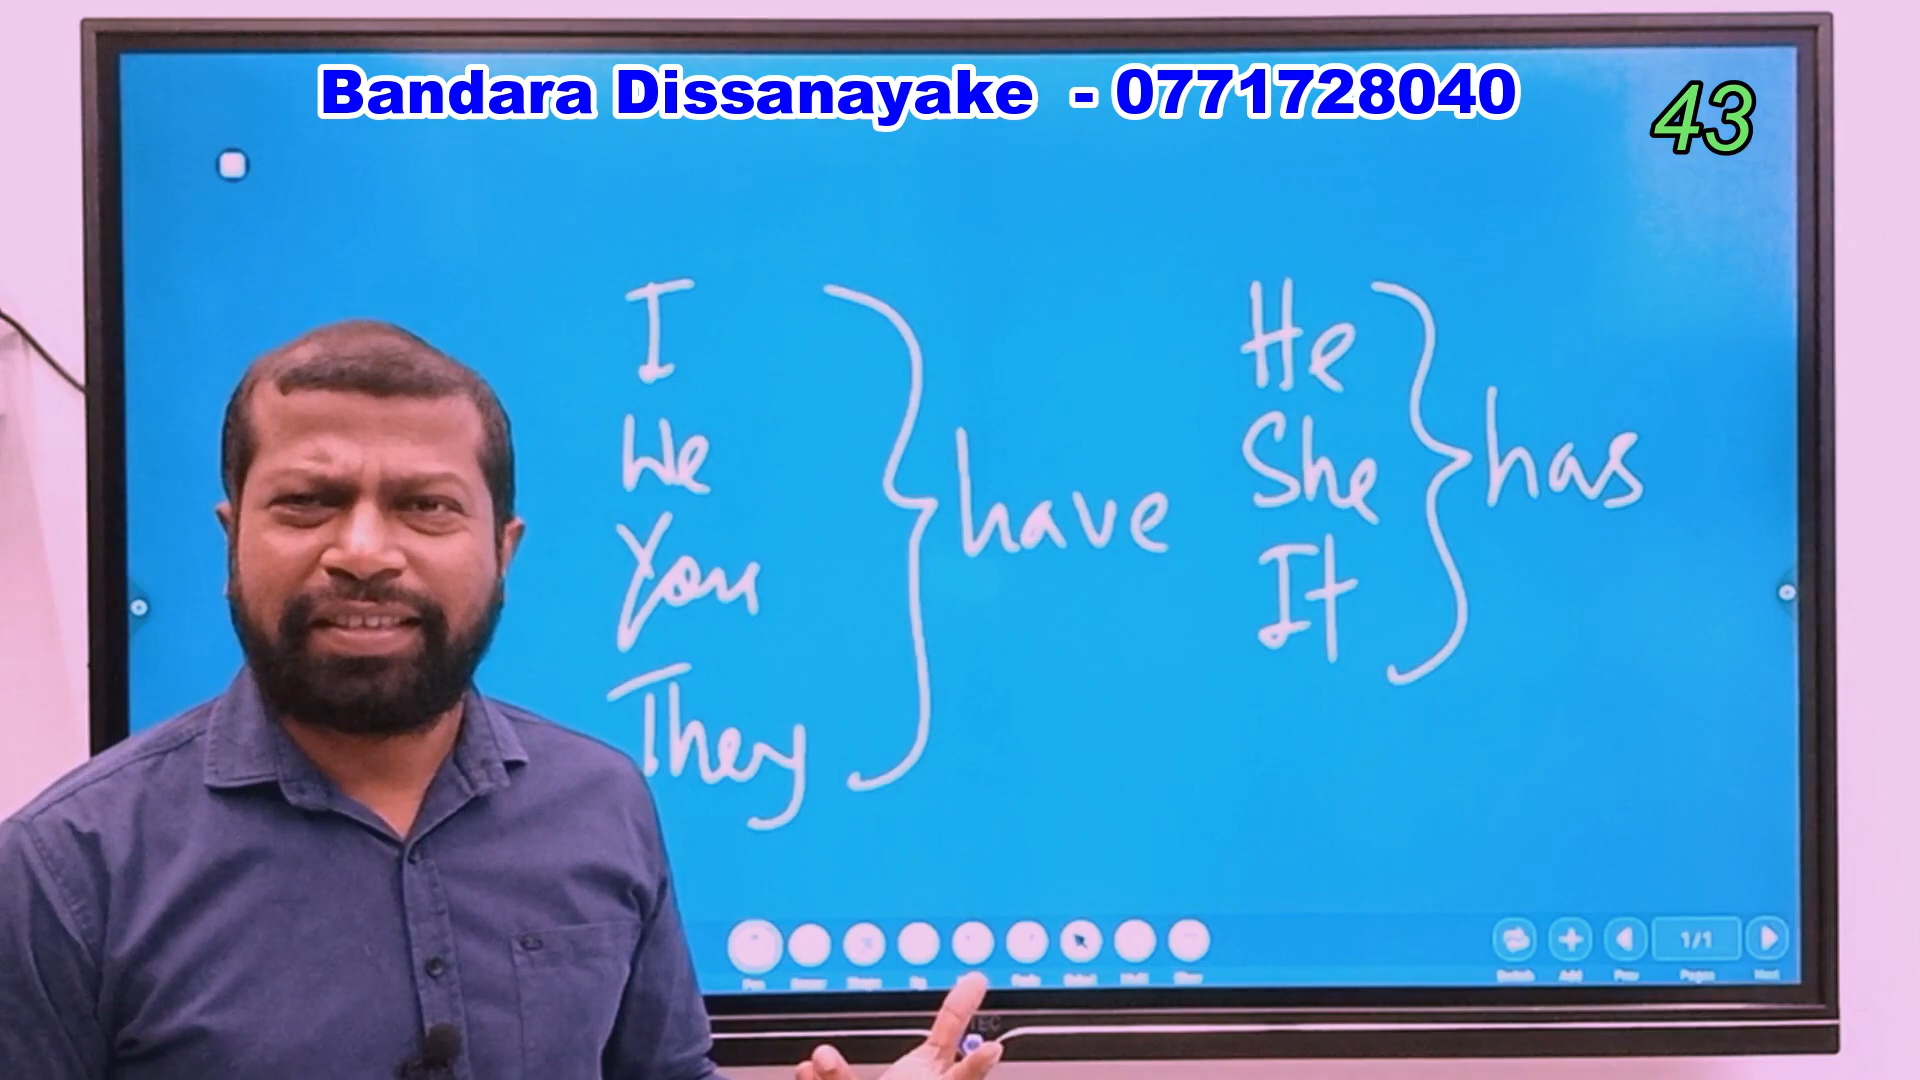 Bandara Dissanayake - 0771728040
43
I
We
You
They
have
He
She
It
has
1/1